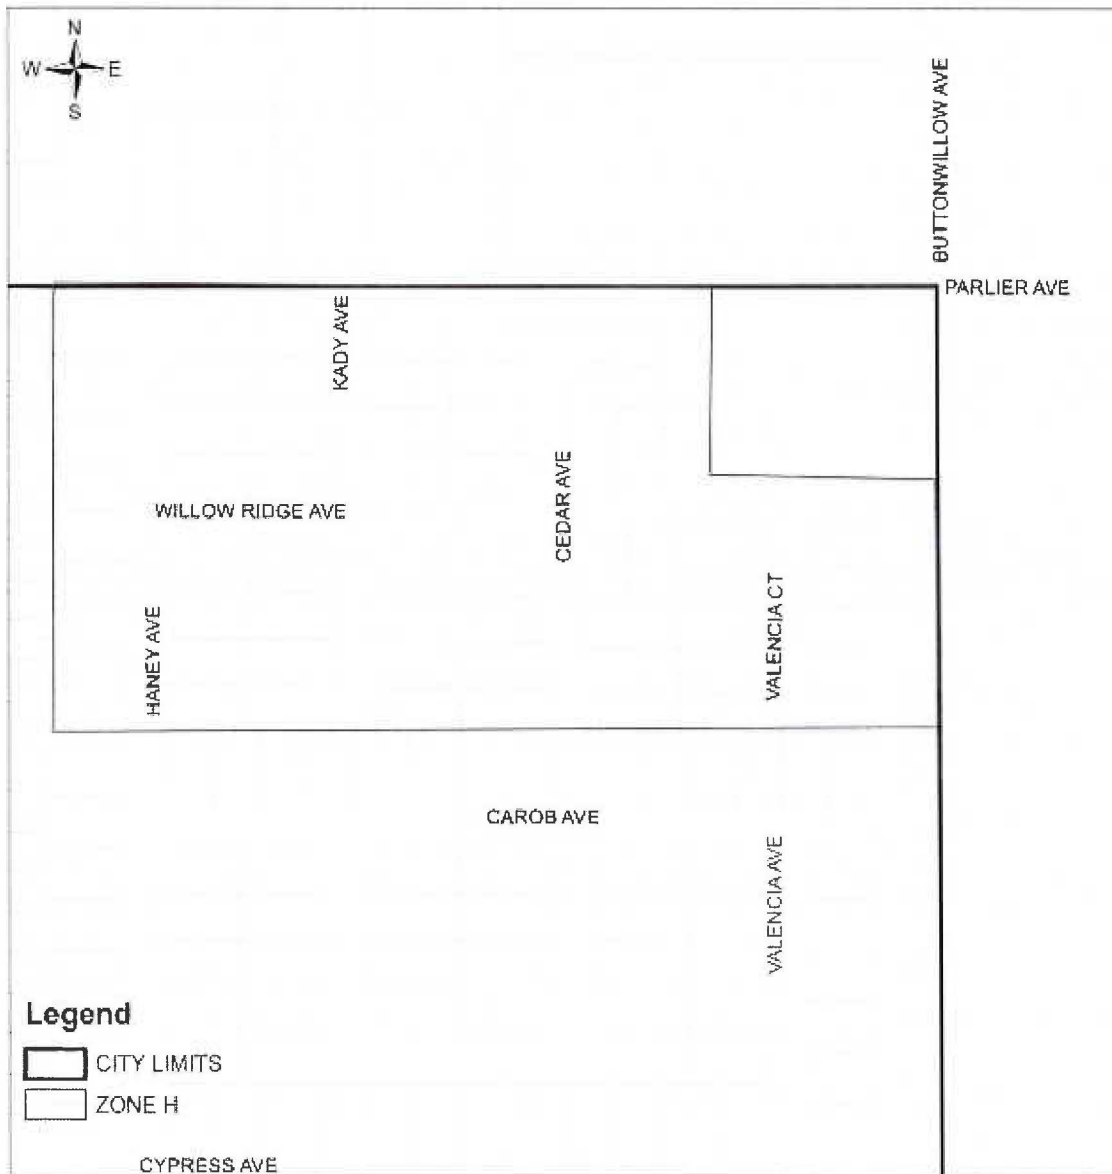 N
W E
S
BUTTONWILLOW AVE
PARLIER AVE
KADY AVE
CEDAR AVE
WILLOW RIDGE AVE
VALENCIA CT
HANEY AVE
CAROB AVE
VALENCIA AVE
Legend
CITY LIMITS
ZONE H
CYPRESS AVE